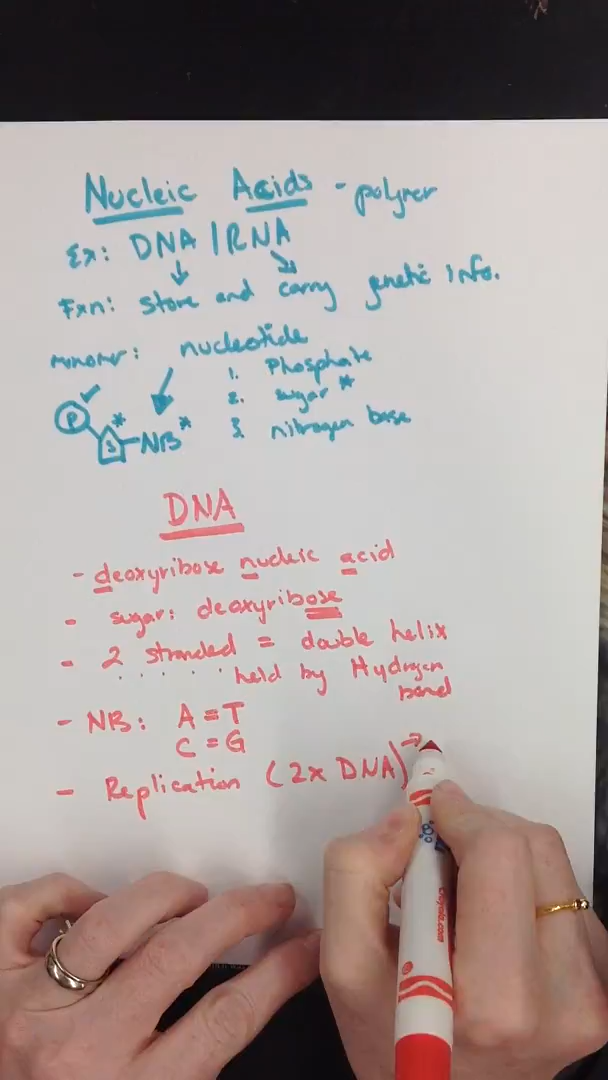 Nucleic Acids - polymer
Ex: DNA / RNA
Fxn: store and carry genetic info.
monomer: nucleotide
1. Phosphate
2. sugar *
3. nitrogen base
P
S * - NB *
DNA
- deoxyribose nucleic acid
- sugar: deoxyribose
- 2 stranded = double helix
held by Hydrogen
bond
- NB: A = T
C = G
- Replication (2x DNA) →
Crayola.com